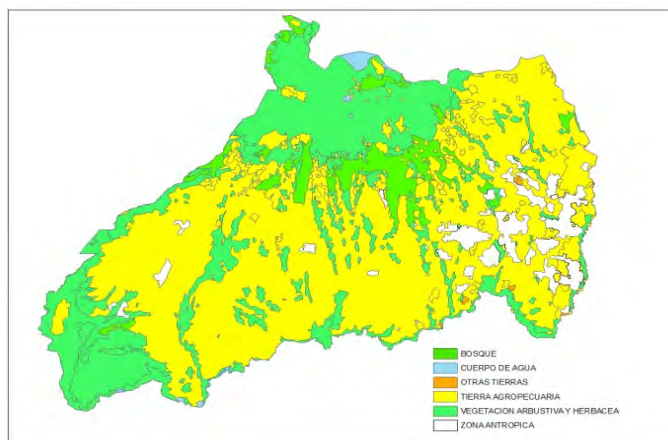 BOSQUE
CUERPO DE AGUA
OTRAS TIERRAS
TIERRA AGROPECUARIA
VEGETACION ARBUSTIVA Y HERBACEA
ZONA ANTROPICA